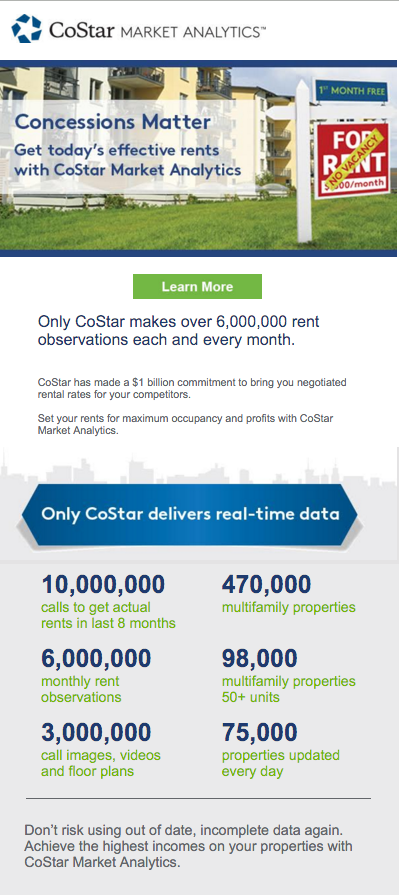 CoStar MARKET ANALYTICS™
1ST MONTH FREE
Concessions Matter
Get today's effective rents
with CoStar Market Analytics
FOR
RENT
NO VACANCY
00/month
Learn More
Only CoStar makes over 6,000,000 rent
observations each and every month.
CoStar has made a $1 billion commitment to bring you negotiated
rental rates for your competitors.
Set your rents for maximum occupancy and profits with CoStar
Market Analytics.
Only CoStar delivers real-time data
10,000,000
calls to get actual
rents in last 8 months
470,000
multifamily properties
6,000,000
monthly rent
observations
98,000
multifamily properties
50+ units
3,000,000
call images, videos
and floor plans
75,000
properties updated
every day
Don't risk using out of date, incomplete data again.
Achieve the highest incomes on your properties with
CoStar Market Analytics.